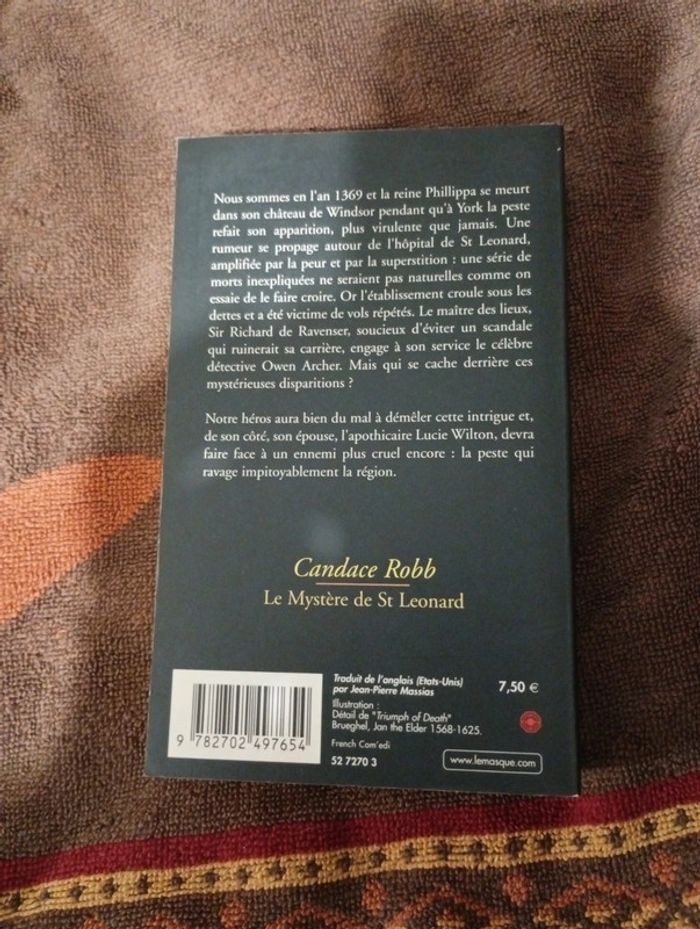 Nous sommes en l'an 1369 et la reine Phillippa se meurt
dans son château de Windsor pendant qu'à York la peste
refait son apparition, plus virulente que jamais. Une
rumeur se propage autour de l'hôpital de St Leonard,
amplifiée par la peur et par la superstition : une série de
morts inexpliquées ne seraient pas naturelles comme on
essaie de le faire croire. Or l'établissement croule sous les
dettes et a été victime de vols répétés. Le maître des lieux,
Sir Richard de Ravenser, soucieux d'éviter un scandale
qui ruinerait sa carrière, engage à son service le célèbre
détective Owen Archer. Mais qui se cache derrière ces
mystérieuses disparitions ?
Notre héros aura bien du mal à démêler cette intrigue et,
de son côté, son épouse, l'apothicaire Lucie Wilton, devra
faire face à un ennemi plus cruel encore : la peste qui
ravage impitoyablement la région.
Candace Robb
Le Mystère de St Leonard
Traduit de l'anglais (Etats-Unis)
par Jean-Pierre Massias
7,50 €
Illustration :
Détail de "Triumph of Death"
Brueghel, Jan the Elder 1568-1625.
French Com'edi
52 7270 3
www.lemasque.com
9 782702 497654